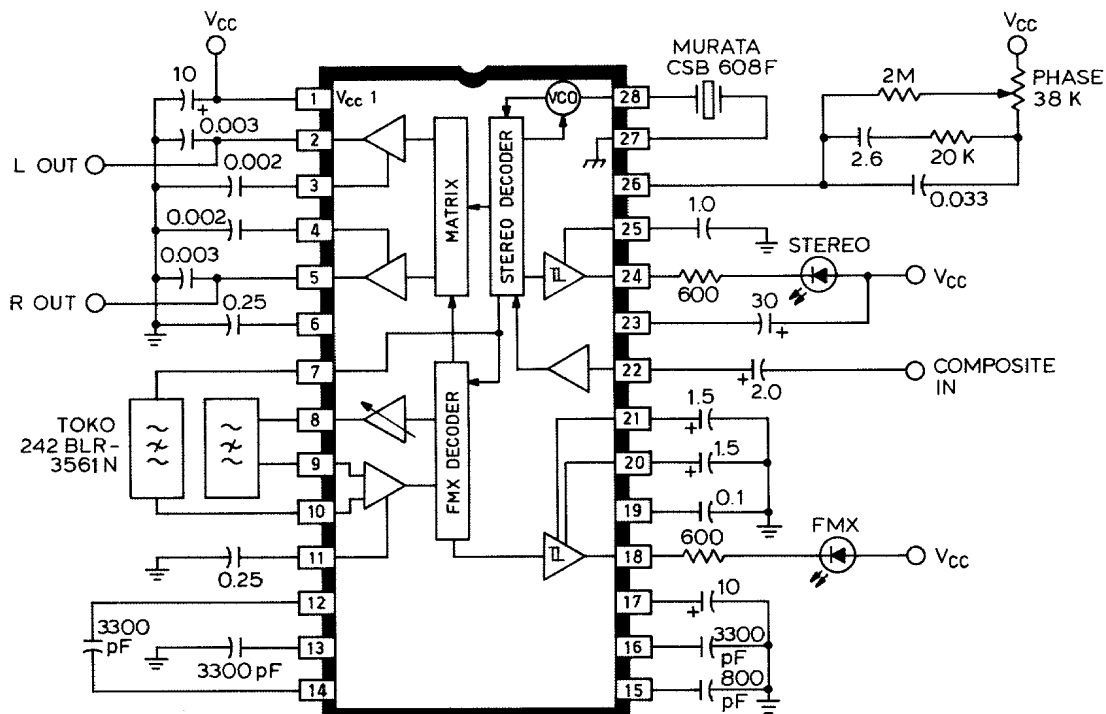 VCC
10
+
0.003
L OUT
0.002
0.002
0.003
R OUT
0.25
TOKO
242 BLR-
3561N
0.25
3300
pF
3300 pF
1
2
3
4
5
6
7
8
9
10
11
12
13
14
VCC 1
VCO
MATRIX
STEREO DECODER
FMX DECODER
28
27
26
25
24
23
22
21
20
19
18
17
16
15
MURATA
CSB 608F
VCC
2M
PHASE
38 K
2.6
20 K
0.033
1.0
STEREO
600
VCC
30
+
COMPOSITE
IN
+
2.0
1.5
+
1.5
+
0.1
FMX
600
VCC
10
+
3300
pF
800
pF